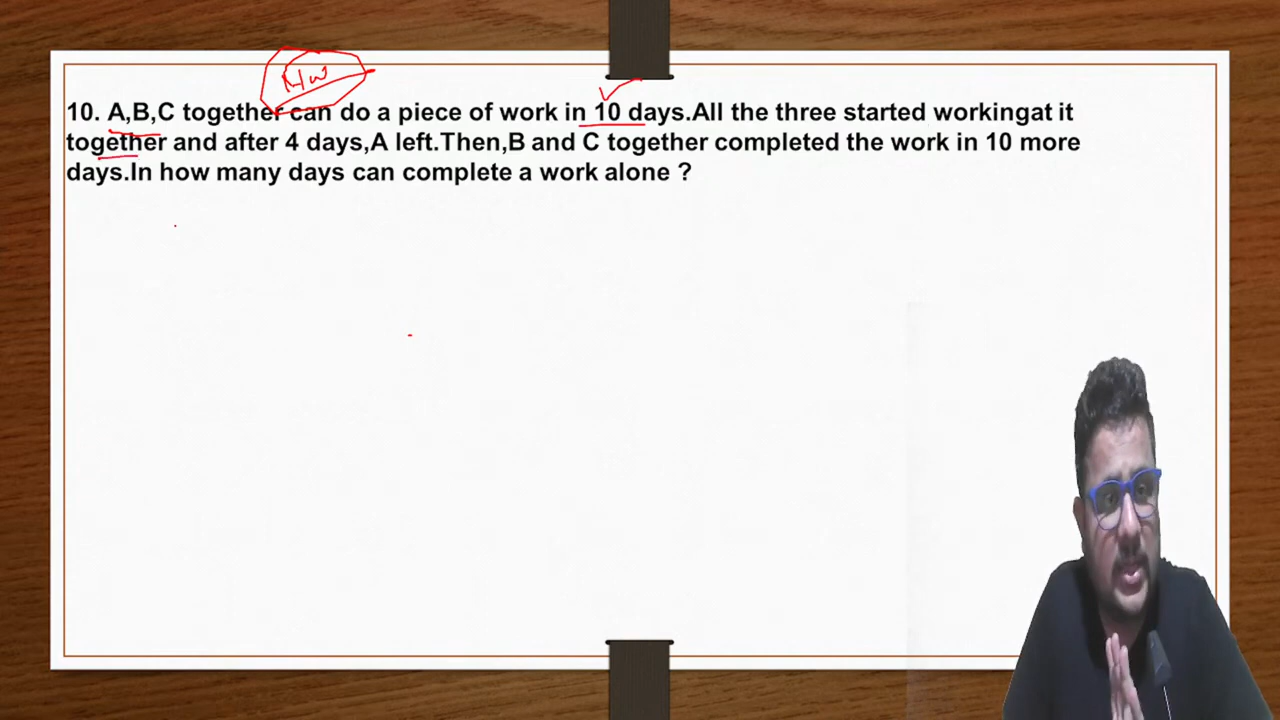 H/W
10. A,B,C together can do a piece of work in 10 days.All the three started workingat it
together and after 4 days,A left.Then,B and C together completed the work in 10 more
days.In how many days can complete a work alone ?